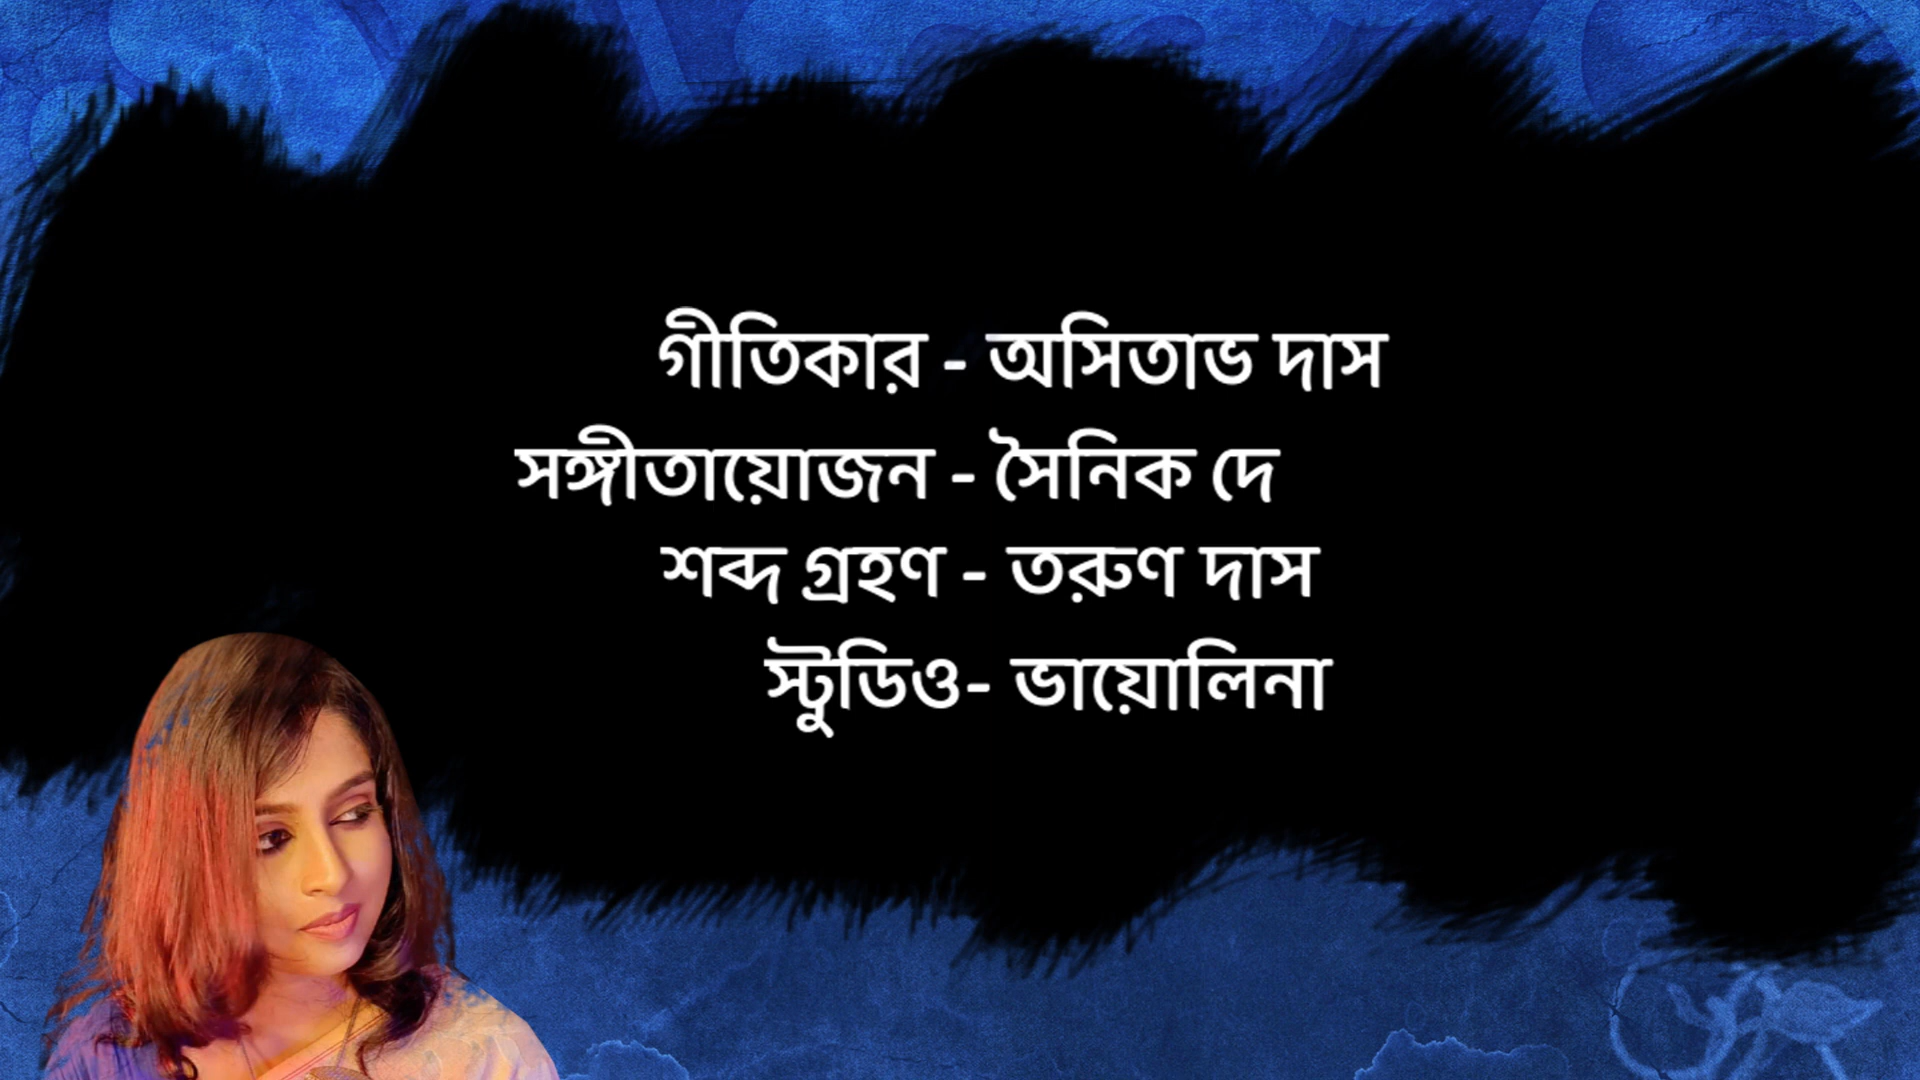 গীতিকার - অসিতাভ দাস
সঙ্গীতায়োজন - সৈনিক দে
শব্দ গ্রহণ - তরুণ দাস
স্টুডিও- ভায়োলিনা